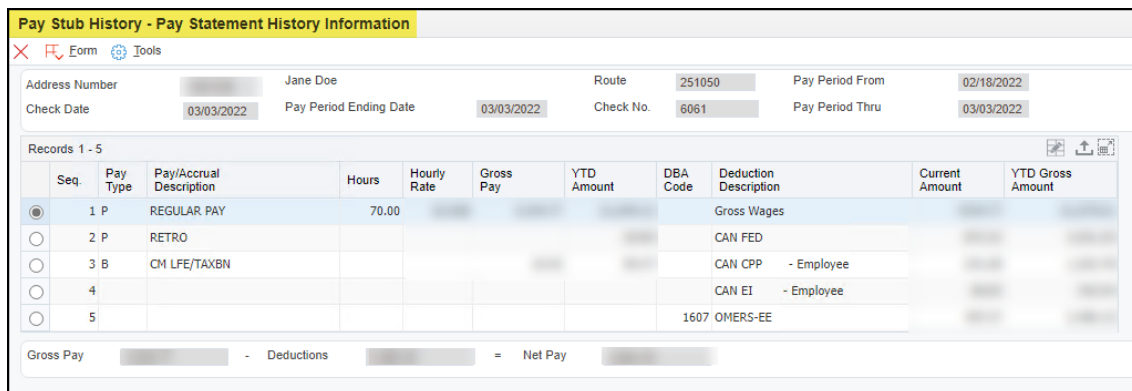 Pay Stub History - Pay Statement History Information
Form Tools
Address Number Jane Doe Route 251050 Pay Period From 02/18/2022
Check Date 03/03/2022 Pay Period Ending Date 03/03/2022 Check No. 6061 Pay Period Thru 03/03/2022
Records 1 - 5
Seq. Pay Type Pay/Accrual Description Hours Hourly Rate Gross Pay YTD Amount DBA Code Deduction Description Current Amount YTD Gross Amount
1 P REGULAR PAY 70.00 Gross Wages
2 P RETRO CAN FED
3 B CM LFE/TAXBN CAN CPP - Employee
4 CAN EI - Employee
5 1607 OMERS-EE
Gross Pay - Deductions = Net Pay